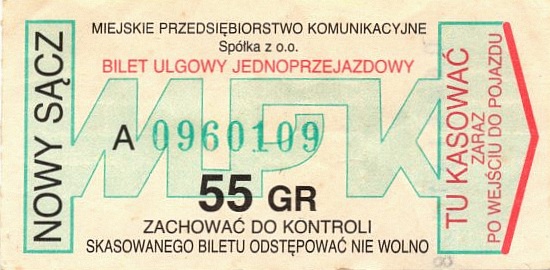 NOWY SĄCZ
MIEJSKIE PRZEDSIĘBIORSTWO KOMUNIKACYJNE
Spółka z o.o.
BILET ULGOWY JEDNOPRZEJAZDOWY
MPK
A 0960109
55 GR
ZACHOWAĆ DO KONTROLI
SKASOWANEGO BILETU ODSTĘPOWAĆ NIE WOLNO
TU KASOWAĆ
ZARAZ
PO WEJŚCIU DO POJAZDU